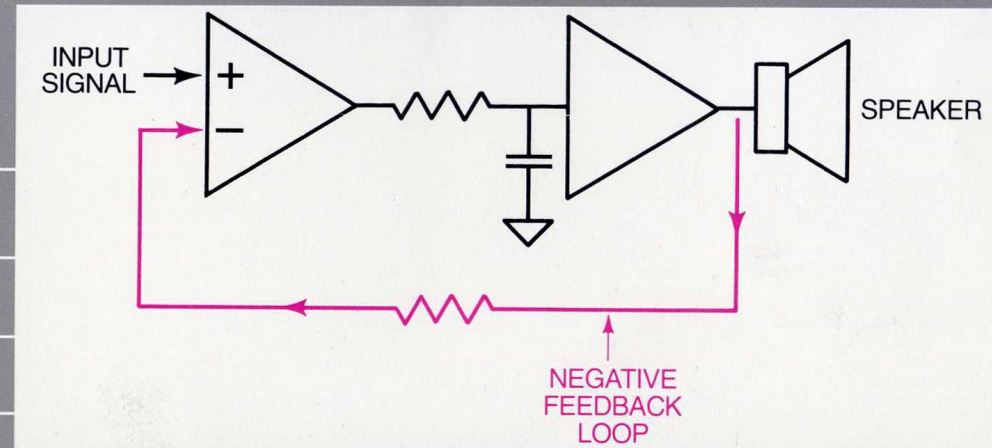 INPUT
SIGNAL
+
−
SPEAKER
NEGATIVE
FEEDBACK
LOOP